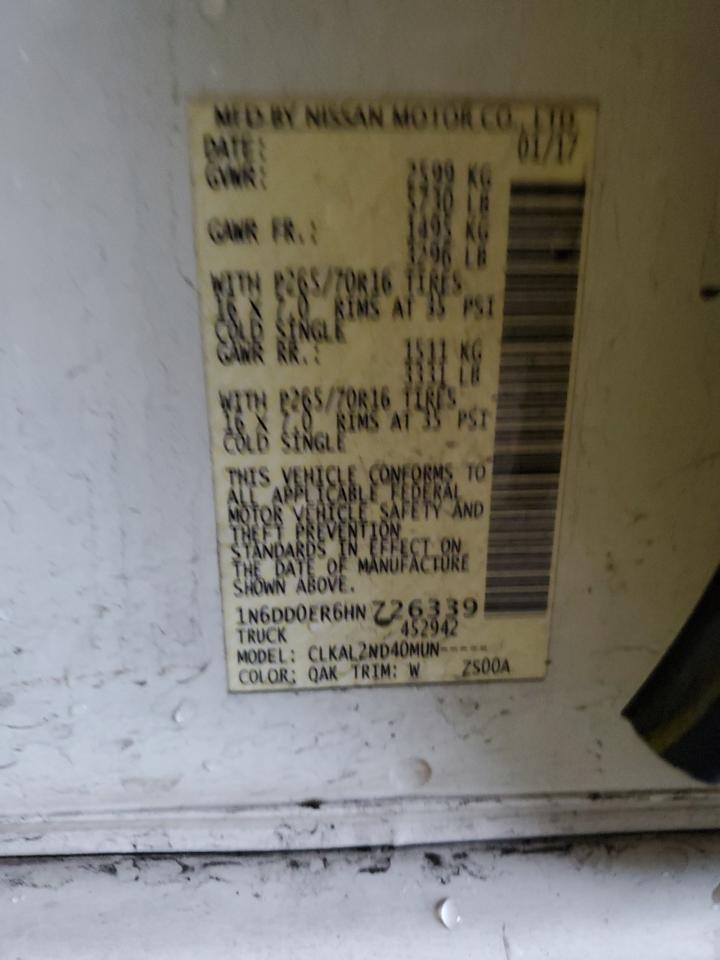 MFD BY NISSAN MOTOR CO., LTD.
DATE: 01/17
GVWR: 2599 KG
5730 LB
GAWR FR.: 1495 KG
3296 LB
WITH P265/70R16 TIRES
16 X 7.0 RIMS AT 35 PSI
COLD SINGLE
GAWR RR.: 1511 KG
3331 LB
WITH P265/70R16 TIRES
16 X 7.0 RIMS AT 35 PSI
COLD SINGLE
THIS VEHICLE CONFORMS TO
ALL APPLICABLE FEDERAL
MOTOR VEHICLE SAFETY AND
THEFT PREVENTION
STANDARDS IN EFFECT ON
THE DATE OF MANUFACTURE
SHOWN ABOVE.
1N6DD0ER6HN726339
TRUCK 452942
MODEL: CLKAL2ND40MUN-----
COLOR: QAK TRIM: W ZS00A